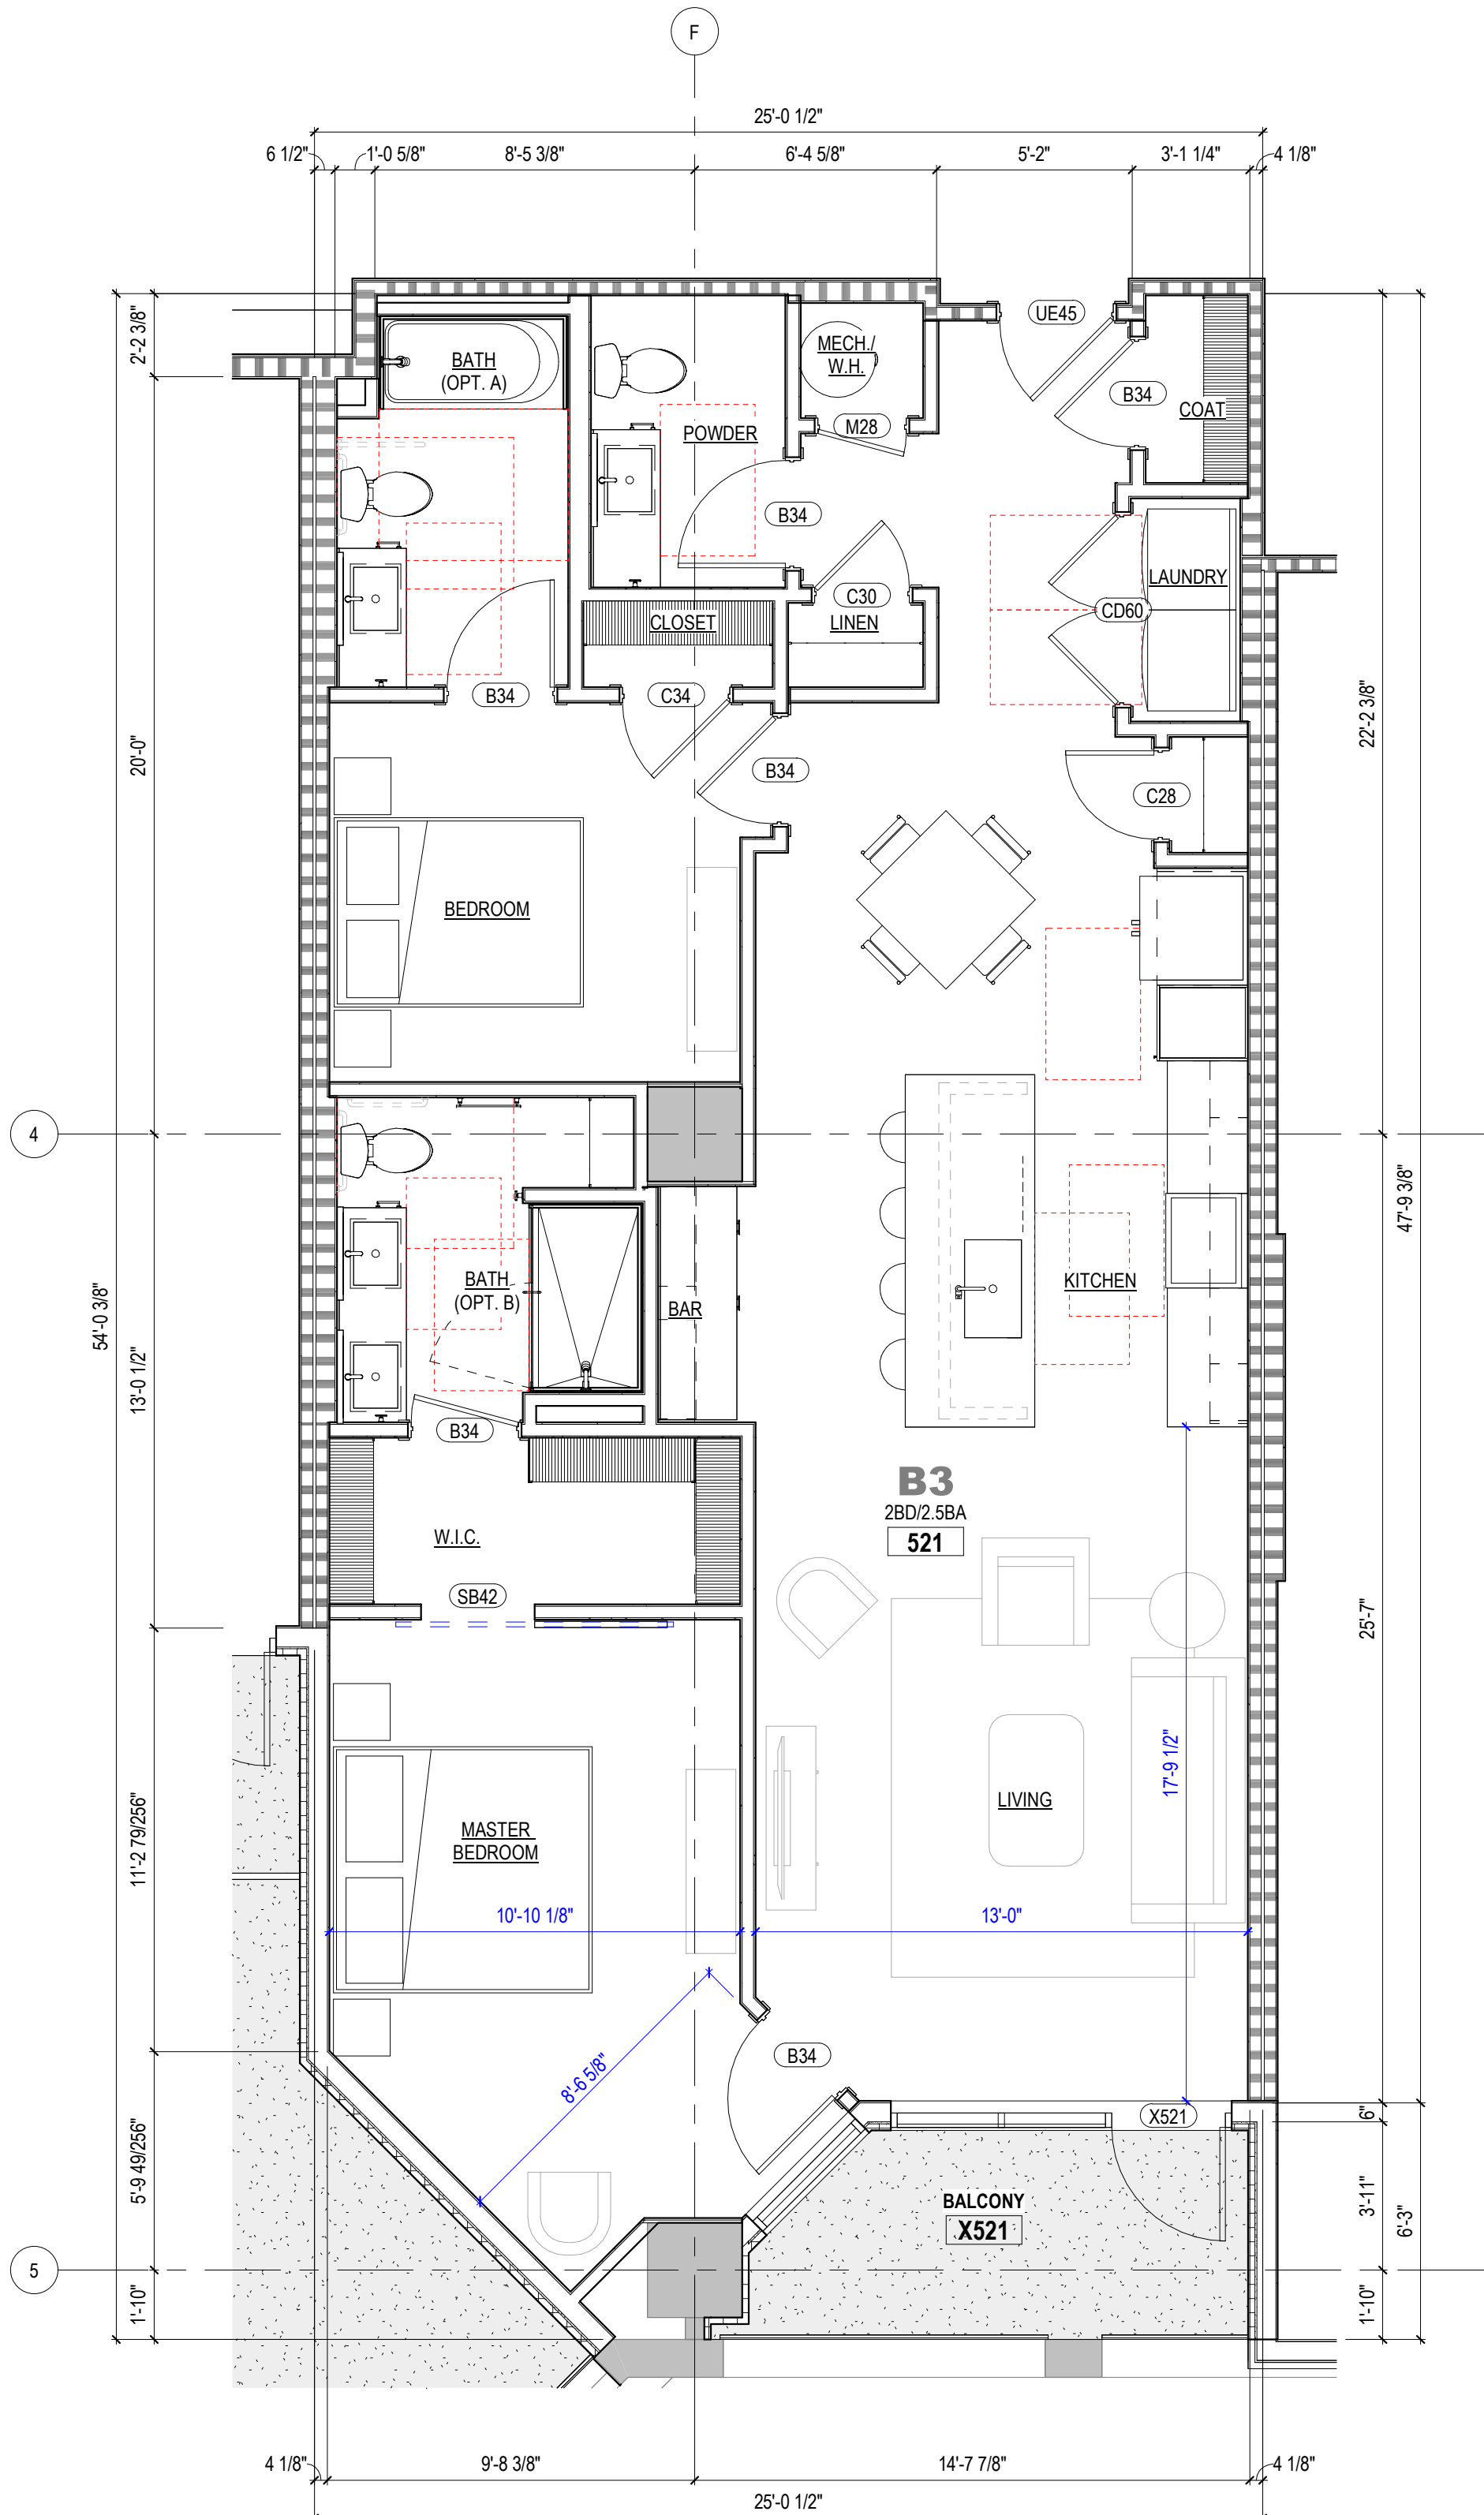 F
25'-0 1/2"
6 1/2"
1'-0 5/8"
8'-5 3/8"
6'-4 5/8"
5'-2"
3'-1 1/4"
4 1/8"
2'-2 3/8"
20'-0"
54'-0 3/8"
13'-0 1/2"
11'-2 79/256"
5'-9 49/256"
1'-10"
UE45
MECH./
W.H.
BATH
(OPT. A)
B34
COAT
M28
POWDER
B34
LAUNDRY
C30
LINEN
CD60
CLOSET
B34
C34
22'-2 3/8"
B34
C28
BEDROOM
4
47'-9 3/8"
BATH
(OPT. B)
BAR
KITCHEN
B34
B3
2BD/2.5BA
521
W.I.C.
SB42
25'-7"
17'-9 1/2"
LIVING
MASTER
BEDROOM
10'-10 1/8"
13'-0"
8'-6 5/8"
B34
X521
6"
BALCONY
X521
3'-11"
6'-3"
5
1'-10"
4 1/8"
9'-8 3/8"
14'-7 7/8"
4 1/8"
25'-0 1/2"